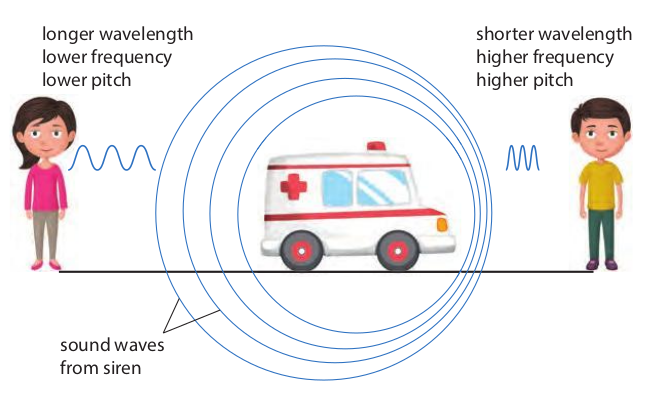 longer wavelength
lower frequency
lower pitch
shorter wavelength
higher frequency
higher pitch
sound waves
from siren